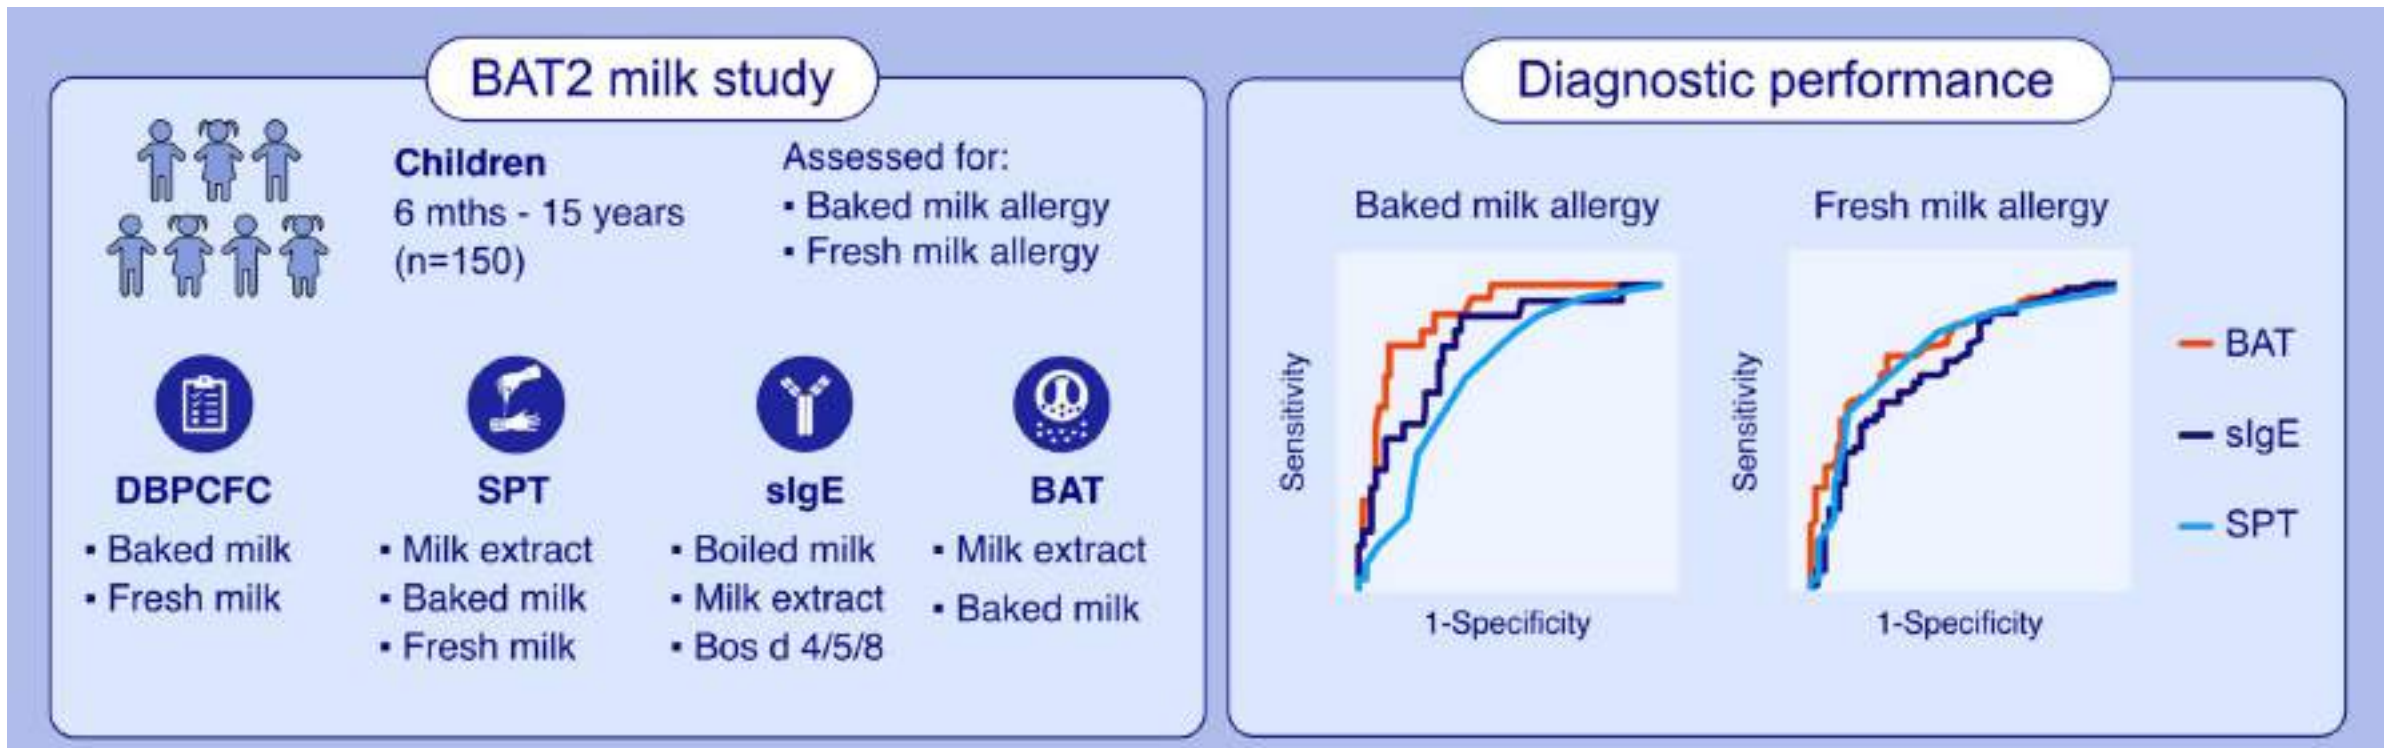 BAT2 milk study
Children
6 mths - 15 years
(n=150)
Assessed for:
▪ Baked milk allergy
▪ Fresh milk allergy
DBPCFC
▪ Baked milk
▪ Fresh milk
SPT
▪ Milk extract
▪ Baked milk
▪ Fresh milk
sIgE
▪ Boiled milk
▪ Milk extract
▪ Bos d 4/5/8
BAT
▪ Milk extract
▪ Baked milk
Diagnostic performance
Baked milk allergy
Sensitivity
1-Specificity
Fresh milk allergy
Sensitivity
1-Specificity
BAT
sIgE
SPT